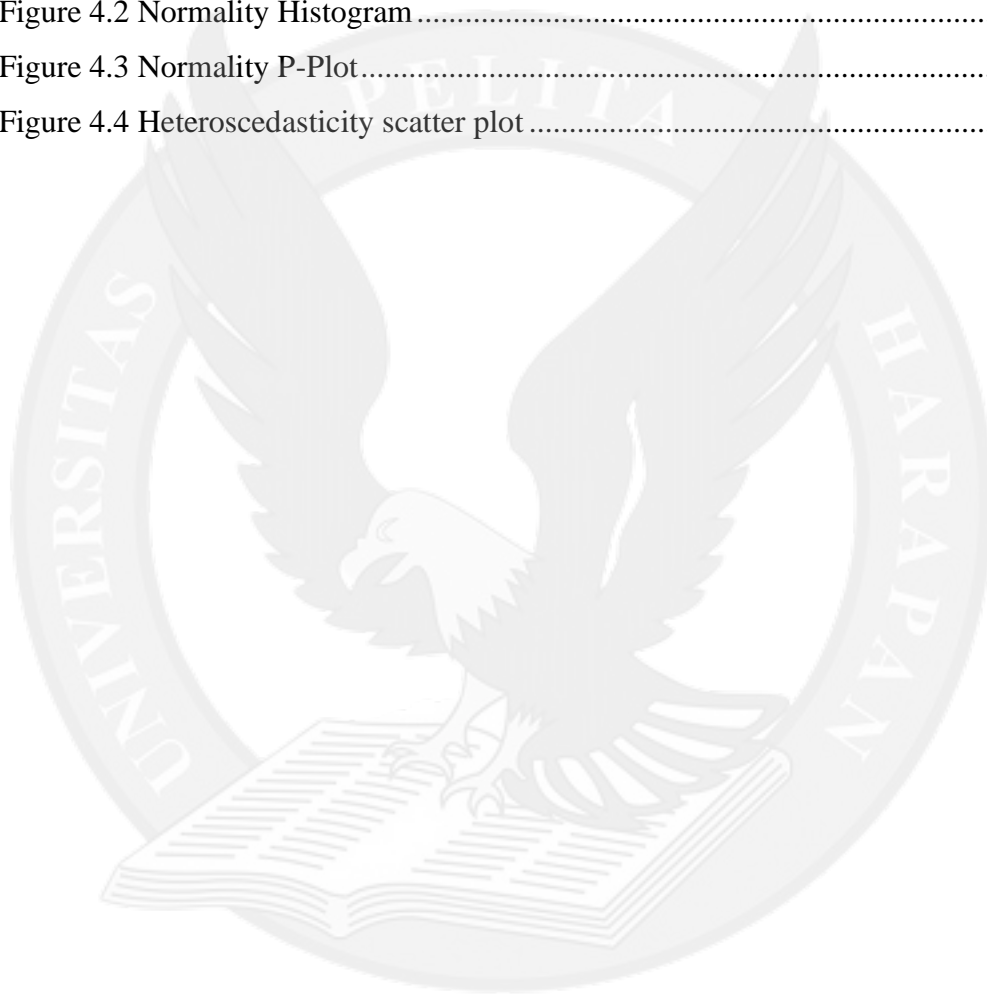 Figure 4.2 Normality Histogram................................................................................
Figure 4.3 Normality P-Plot................................................................................
Figure 4.4 Heteroscedasticity scatter plot................................................................
UNIVERSITAS PELITA HARAPAN